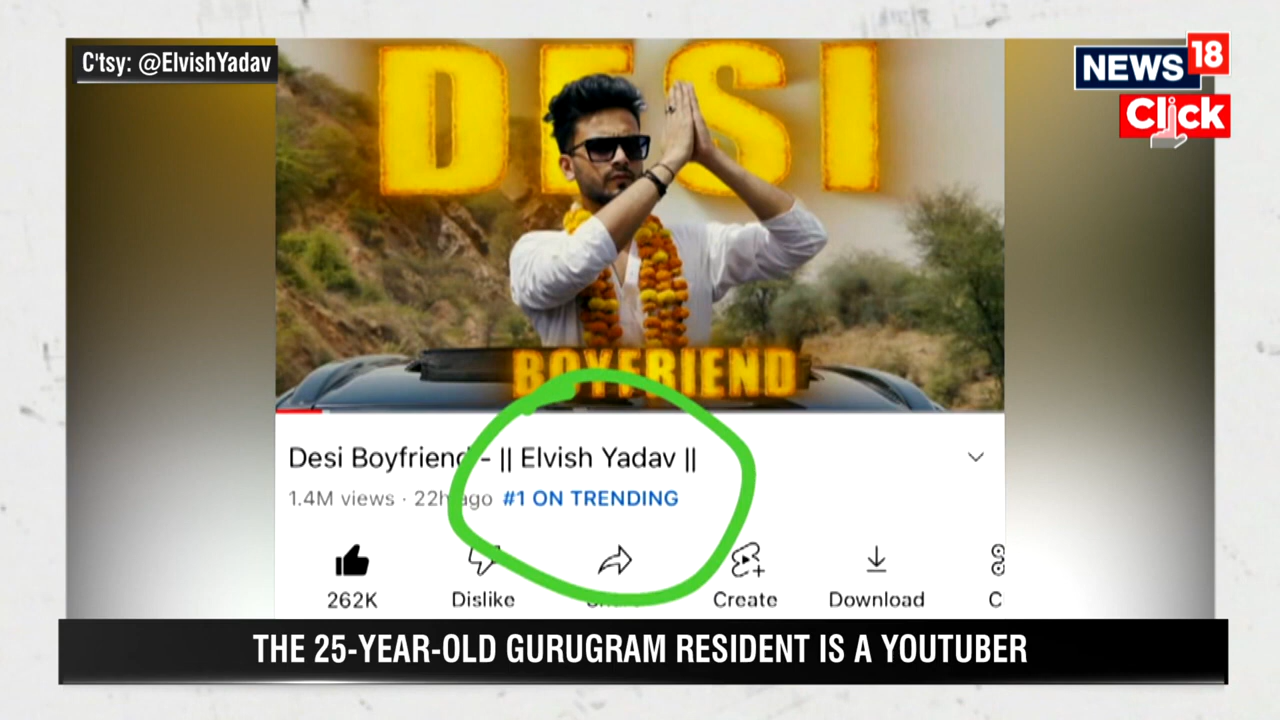 C'tsy: @ElvishYadav
NEWS 18
Click
DESI
BOYFRIEND
Desi Boyfriend - || Elvish Yadav ||
1.4M views · 22h ago #1 ON TRENDING
262K Dislike Share Create Download C
THE 25-YEAR-OLD GURUGRAM RESIDENT IS A YOUTUBER